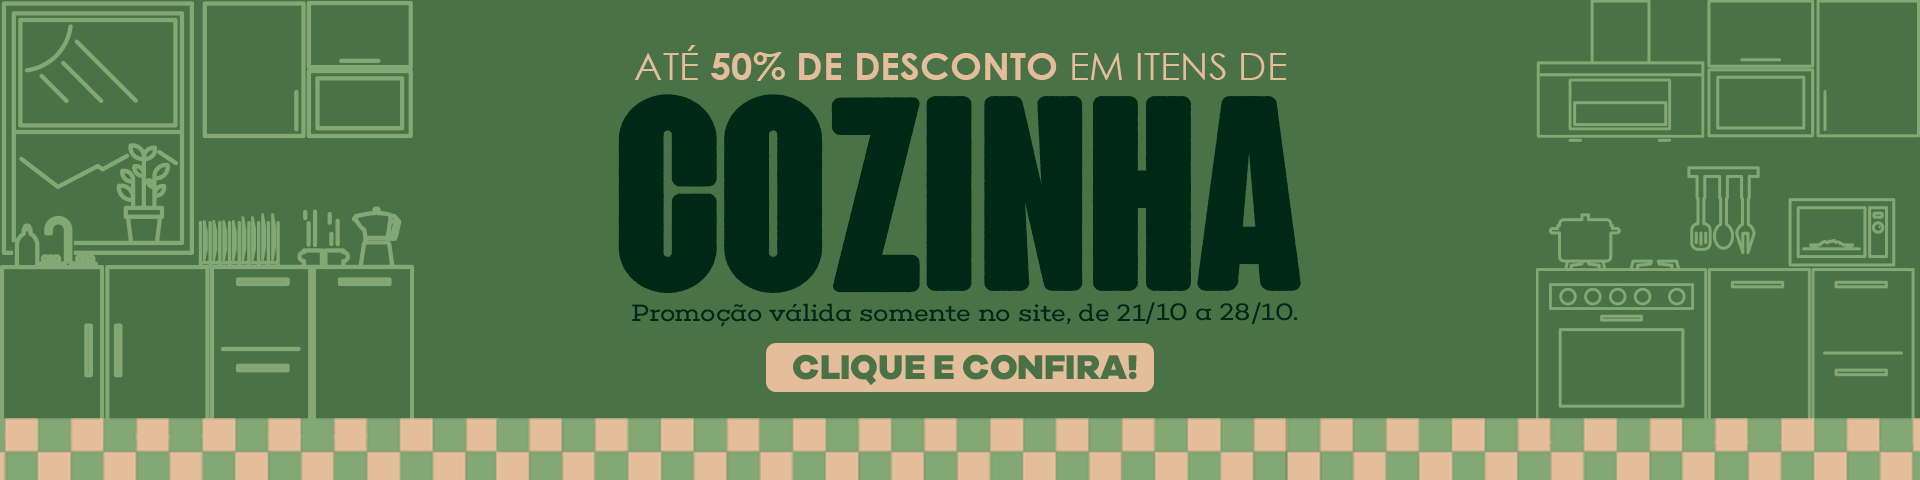 ATÉ 50% DE DESCONTO EM ITENS DE
COZINHA
Promoção válida somente no site, de 21/10 a 28/10.
CLIQUE E CONFIRA!